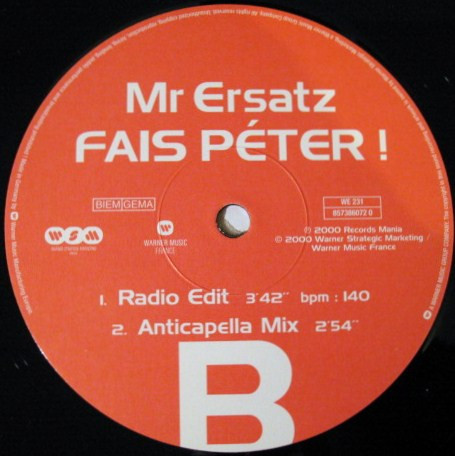 Mr Ersatz
FAIS PÉTER !
BIEM GEMA
WE 231
857386072 0
WSM
WARNER MUSIC
FRANCE
℗ 2000 Records Mania
© 2000 Warner Strategic Marketing /
Warner Music France
1. Radio Edit 3'42'' bpm : 140
2. Anticapella Mix 2'54''
B